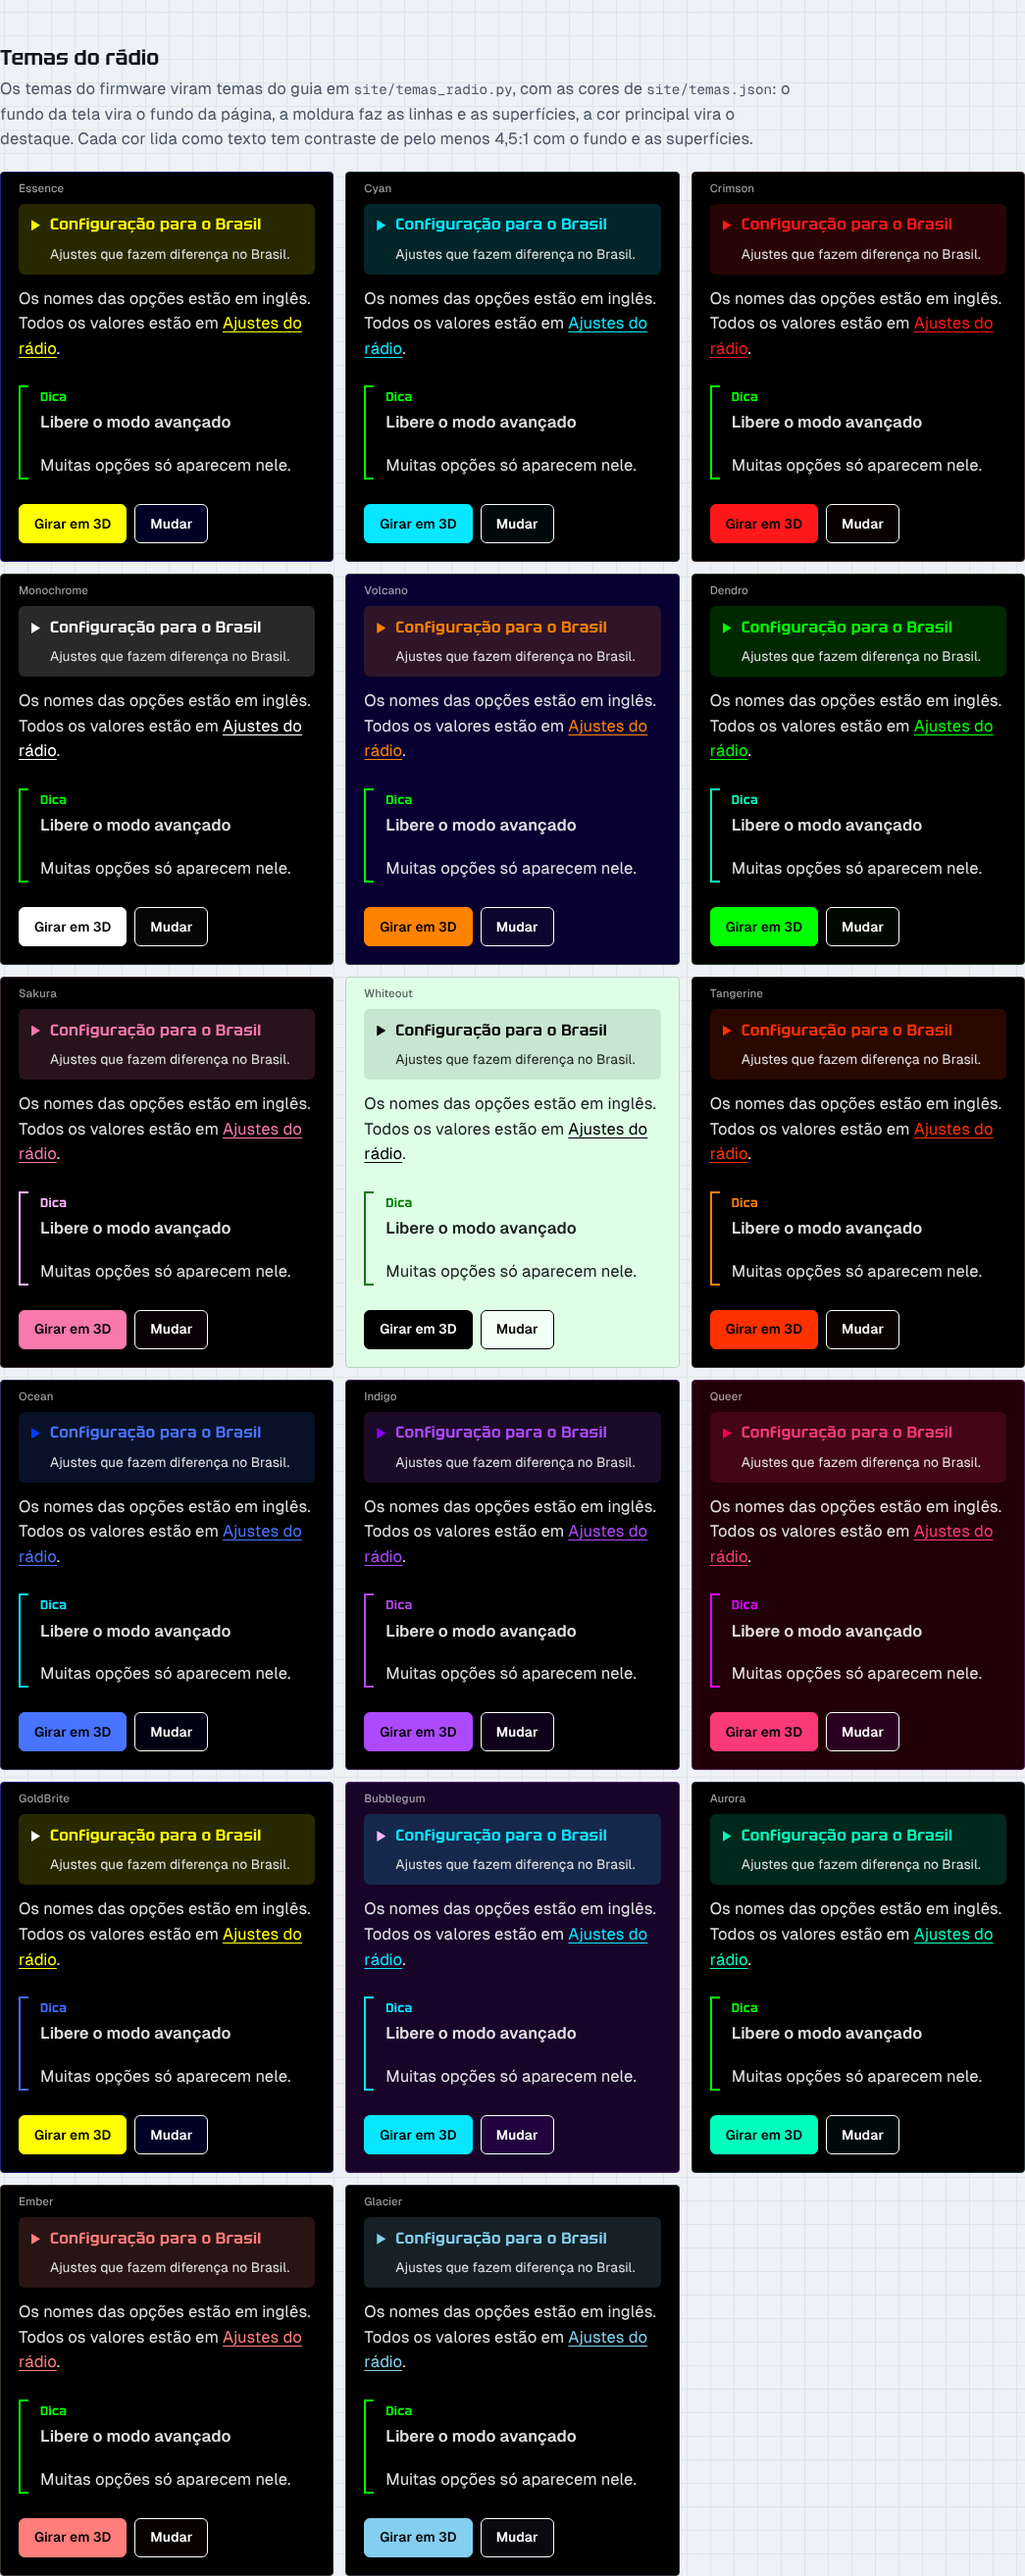 Temas do rádio
Os temas do firmware viram temas do guia em site/temas_radio.py, com as cores de site/temas.json: o
fundo da tela vira o fundo da página, a moldura faz as linhas e as superfícies, a cor principal vira o
destaque. Cada cor lida como texto tem contraste de pelo menos 4,5:1 com o fundo e as superfícies.
Essence
Configuração para o Brasil
Ajustes que fazem diferença no Brasil.
Os nomes das opções estão em inglês.
Todos os valores estão em Ajustes do
rádio.
Dica
Libere o modo avançado
Muitas opções só aparecem nele.
Girar em 3D
Mudar
Cyan
Configuração para o Brasil
Ajustes que fazem diferença no Brasil.
Os nomes das opções estão em inglês.
Todos os valores estão em Ajustes do
rádio.
Dica
Libere o modo avançado
Muitas opções só aparecem nele.
Girar em 3D
Mudar
Crimson
Configuração para o Brasil
Ajustes que fazem diferença no Brasil.
Os nomes das opções estão em inglês.
Todos os valores estão em Ajustes do
rádio.
Dica
Libere o modo avançado
Muitas opções só aparecem nele.
Girar em 3D
Mudar
Monochrome
Configuração para o Brasil
Ajustes que fazem diferença no Brasil.
Os nomes das opções estão em inglês.
Todos os valores estão em Ajustes do
rádio.
Dica
Libere o modo avançado
Muitas opções só aparecem nele.
Girar em 3D
Mudar
Volcano
Configuração para o Brasil
Ajustes que fazem diferença no Brasil.
Os nomes das opções estão em inglês.
Todos os valores estão em Ajustes do
rádio.
Dica
Libere o modo avançado
Muitas opções só aparecem nele.
Girar em 3D
Mudar
Dendro
Configuração para o Brasil
Ajustes que fazem diferença no Brasil.
Os nomes das opções estão em inglês.
Todos os valores estão em Ajustes do
rádio.
Dica
Libere o modo avançado
Muitas opções só aparecem nele.
Girar em 3D
Mudar
Sakura
Configuração para o Brasil
Ajustes que fazem diferença no Brasil.
Os nomes das opções estão em inglês.
Todos os valores estão em Ajustes do
rádio.
Dica
Libere o modo avançado
Muitas opções só aparecem nele.
Girar em 3D
Mudar
Whiteout
Configuração para o Brasil
Ajustes que fazem diferença no Brasil.
Os nomes das opções estão em inglês.
Todos os valores estão em Ajustes do
rádio.
Dica
Libere o modo avançado
Muitas opções só aparecem nele.
Girar em 3D
Mudar
Tangerine
Configuração para o Brasil
Ajustes que fazem diferença no Brasil.
Os nomes das opções estão em inglês.
Todos os valores estão em Ajustes do
rádio.
Dica
Libere o modo avançado
Muitas opções só aparecem nele.
Girar em 3D
Mudar
Ocean
Configuração para o Brasil
Ajustes que fazem diferença no Brasil.
Os nomes das opções estão em inglês.
Todos os valores estão em Ajustes do
rádio.
Dica
Libere o modo avançado
Muitas opções só aparecem nele.
Girar em 3D
Mudar
Indigo
Configuração para o Brasil
Ajustes que fazem diferença no Brasil.
Os nomes das opções estão em inglês.
Todos os valores estão em Ajustes do
rádio.
Dica
Libere o modo avançado
Muitas opções só aparecem nele.
Girar em 3D
Mudar
Queer
Configuração para o Brasil
Ajustes que fazem diferença no Brasil.
Os nomes das opções estão em inglês.
Todos os valores estão em Ajustes do
rádio.
Dica
Libere o modo avançado
Muitas opções só aparecem nele.
Girar em 3D
Mudar
GoldBrite
Configuração para o Brasil
Ajustes que fazem diferença no Brasil.
Os nomes das opções estão em inglês.
Todos os valores estão em Ajustes do
rádio.
Dica
Libere o modo avançado
Muitas opções só aparecem nele.
Girar em 3D
Mudar
Bubblegum
Configuração para o Brasil
Ajustes que fazem diferença no Brasil.
Os nomes das opções estão em inglês.
Todos os valores estão em Ajustes do
rádio.
Dica
Libere o modo avançado
Muitas opções só aparecem nele.
Girar em 3D
Mudar
Aurora
Configuração para o Brasil
Ajustes que fazem diferença no Brasil.
Os nomes das opções estão em inglês.
Todos os valores estão em Ajustes do
rádio.
Dica
Libere o modo avançado
Muitas opções só aparecem nele.
Girar em 3D
Mudar
Ember
Configuração para o Brasil
Ajustes que fazem diferença no Brasil.
Os nomes das opções estão em inglês.
Todos os valores estão em Ajustes do
rádio.
Dica
Libere o modo avançado
Muitas opções só aparecem nele.
Girar em 3D
Mudar
Glacier
Configuração para o Brasil
Ajustes que fazem diferença no Brasil.
Os nomes das opções estão em inglês.
Todos os valores estão em Ajustes do
rádio.
Dica
Libere o modo avançado
Muitas opções só aparecem nele.
Girar em 3D
Mudar